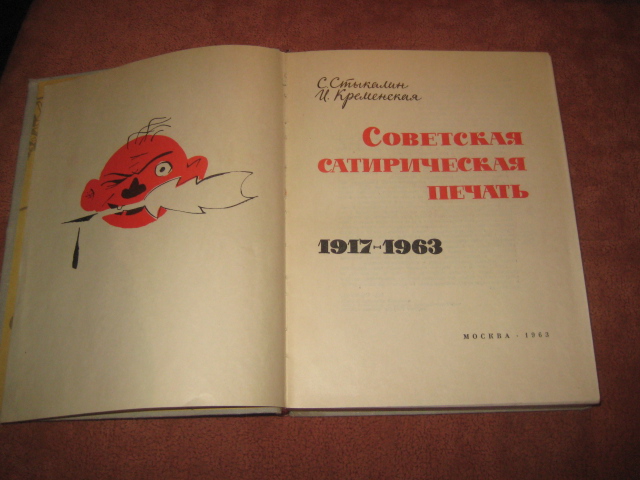 С. Стыкалин
И. Кременская
Советская
сатирическая
печать
1917-1963
МОСКВА · 1963